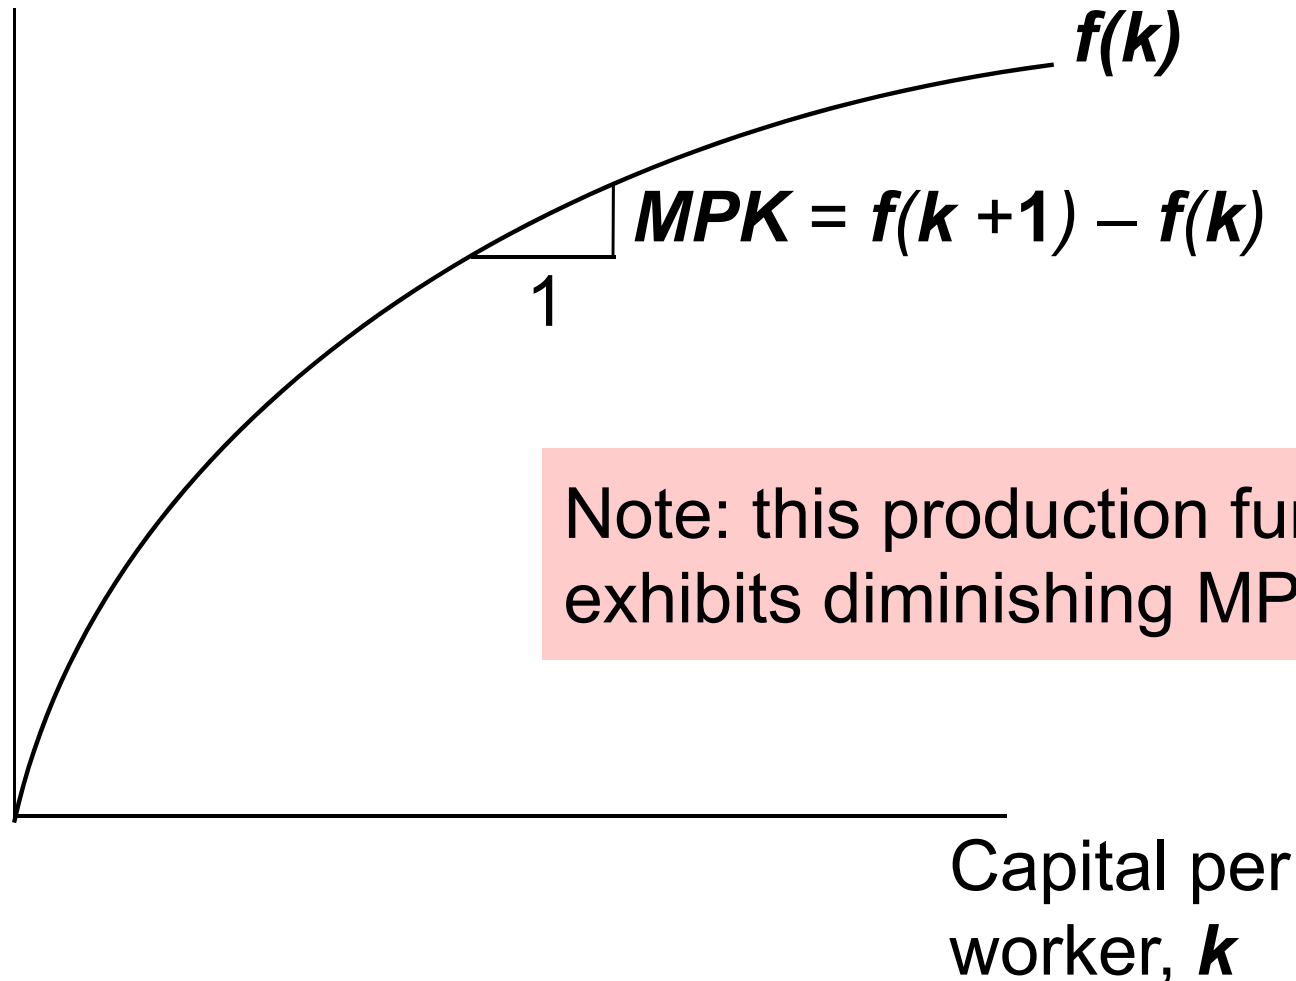 f(k)
MPK = f(k +1) – f(k)
1
Note: this production
exhibits diminishing
Capital per
worker, k